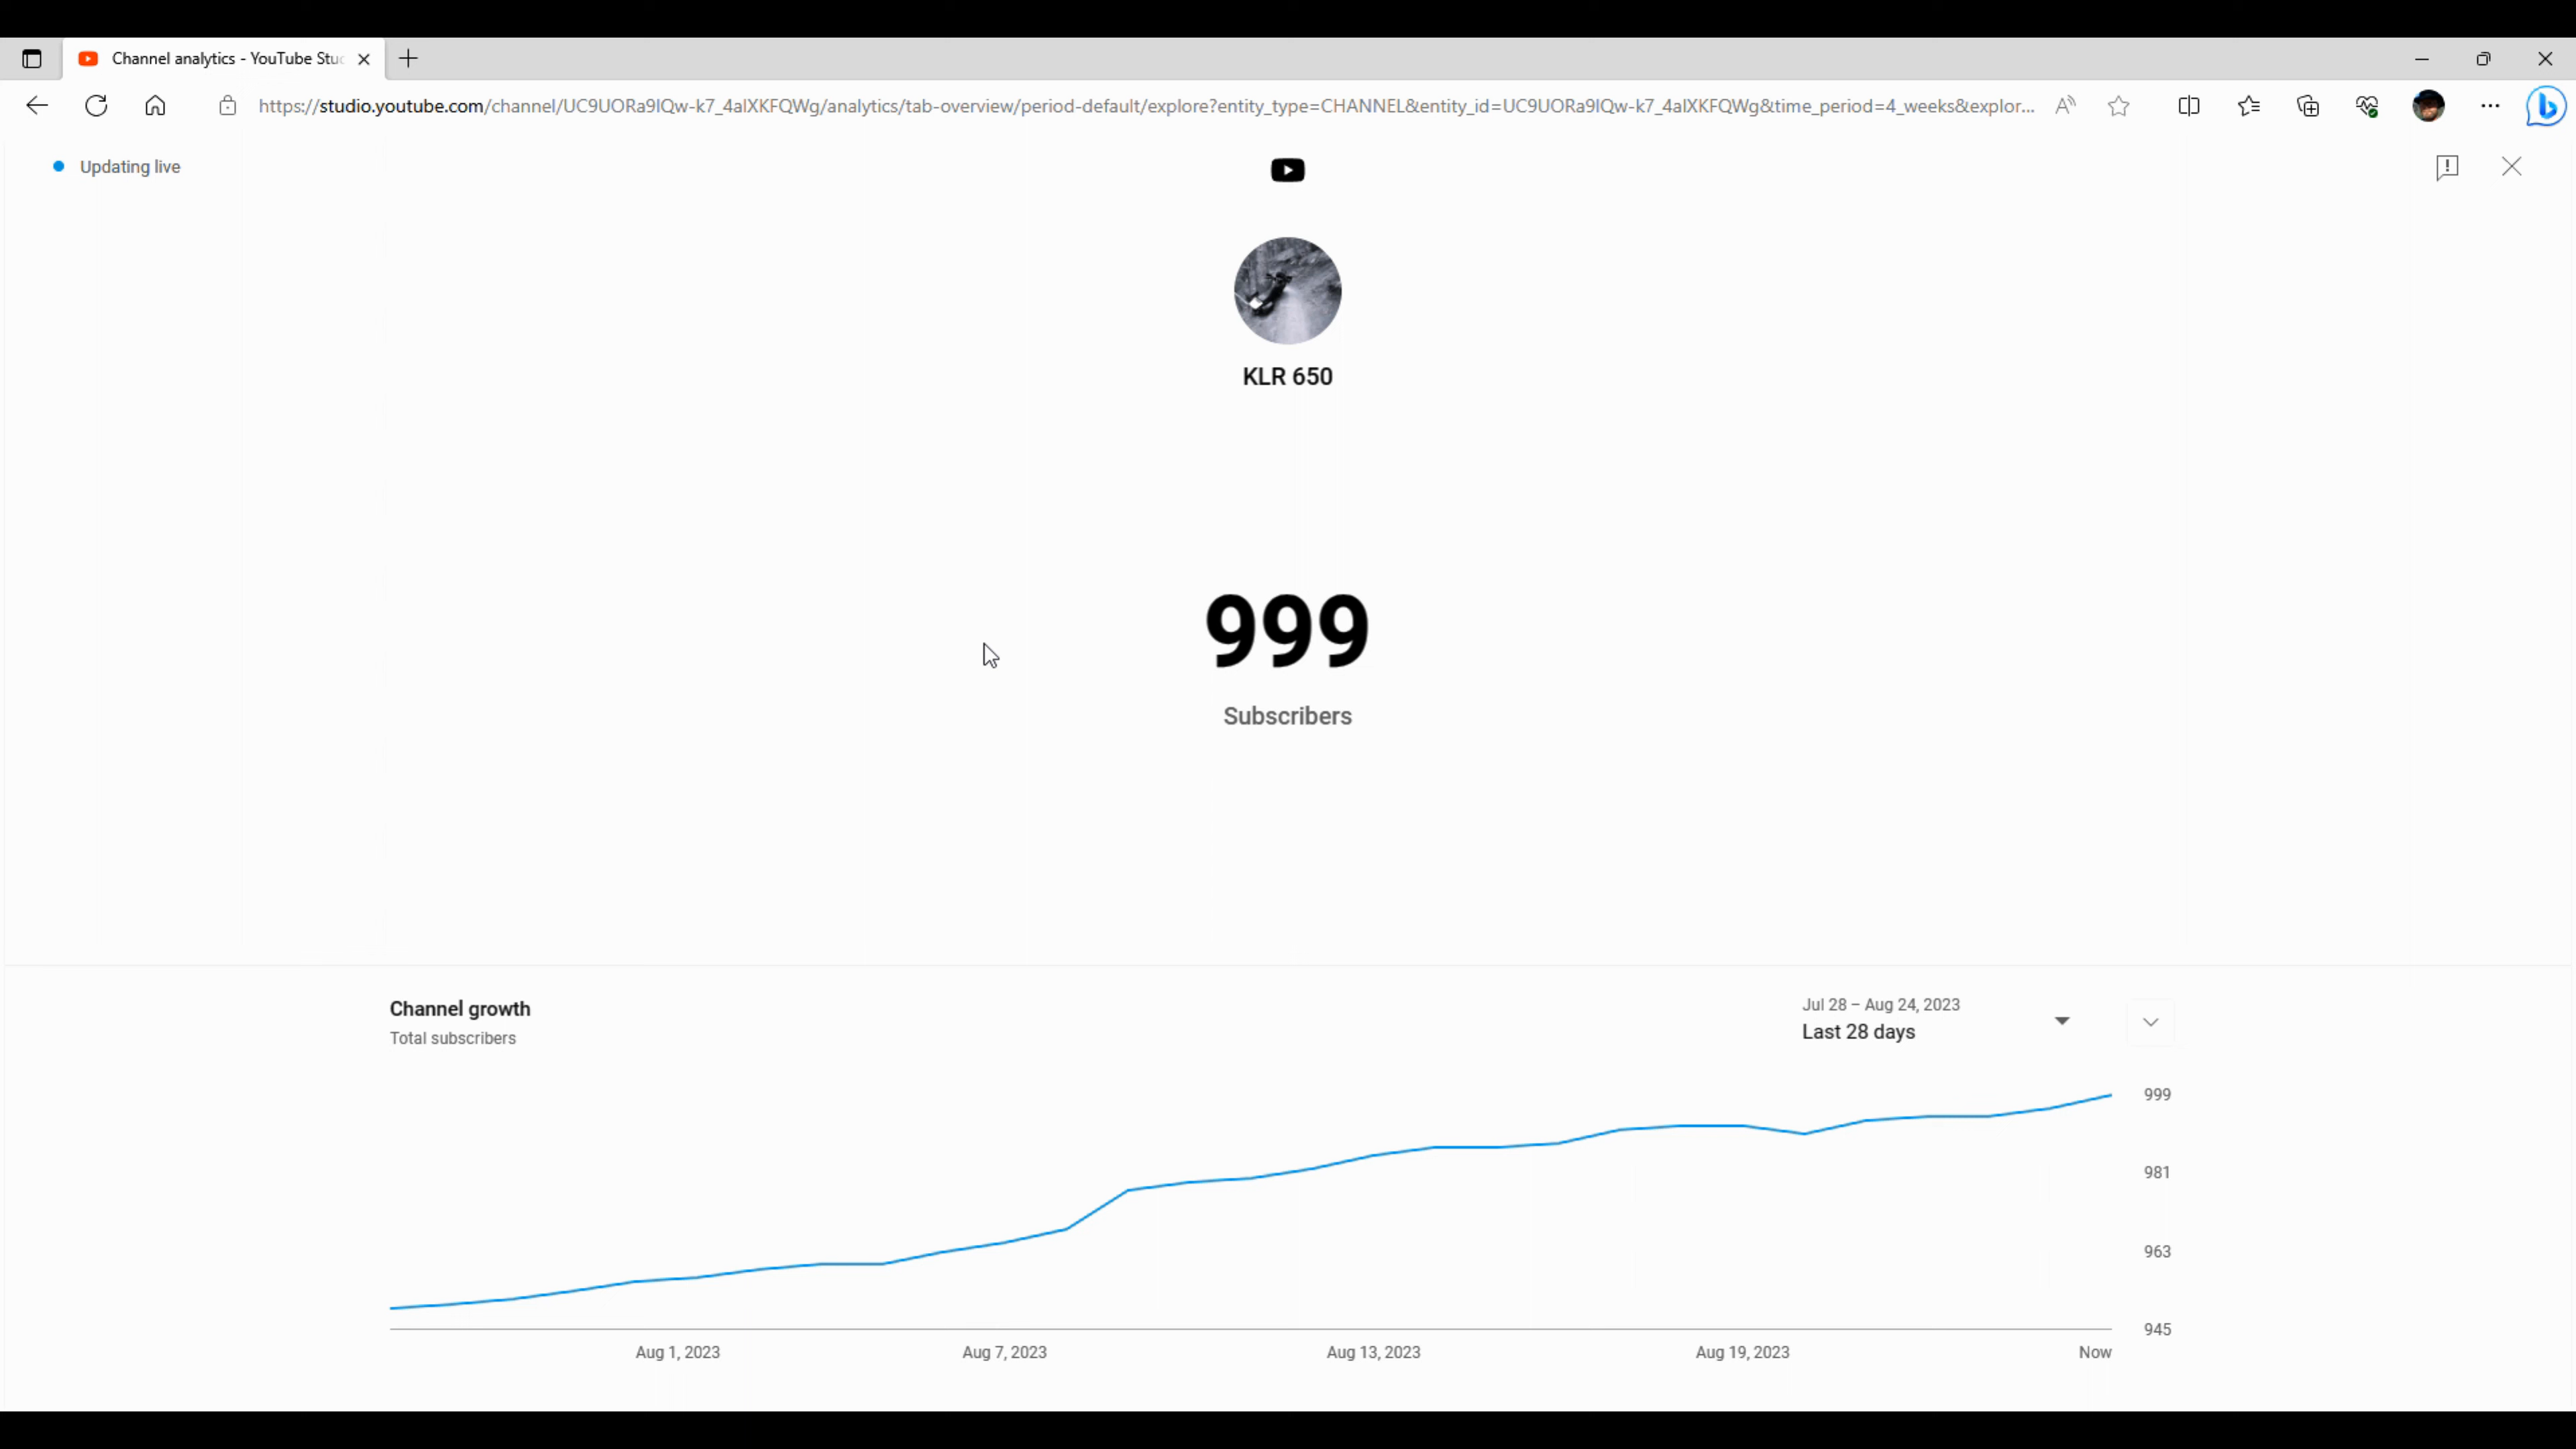 Channel analytics - YouTube Stu
https://studio.youtube.com/channel/UC9UORa9IQw-k7_4alXKFQWg/analytics/tab-overview/period-default/explore?entity_type=CHANNEL&entity_id=UC9UORa9IQw-k7_4alXKFQWg&time_period=4_weeks&explor...
Updating live
KLR 650
999
Subscribers
Channel growth
Total subscribers
Jul 28 – Aug 24, 2023
Last 28 days
999
981
963
945
Aug 1, 2023
Aug 7, 2023
Aug 13, 2023
Aug 19, 2023
Now